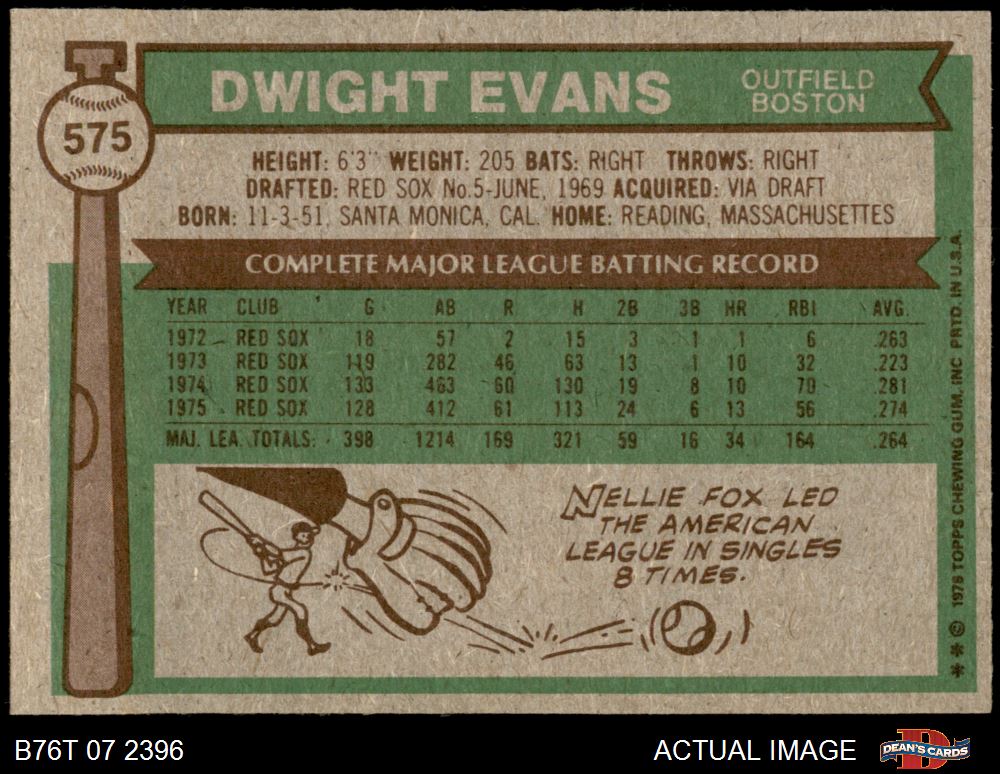 575
DWIGHT EVANS
OUTFIELD
BOSTON
HEIGHT: 6'3" WEIGHT: 205 BATS: RIGHT THROWS: RIGHT
DRAFTED: RED SOX No.5-JUNE, 1969 ACQUIRED: VIA DRAFT
BORN: 11-3-51, SANTA MONICA, CAL. HOME: READING, MASSACHUSETTES
COMPLETE MAJOR LEAGUE BATTING RECORD
YEAR CLUB G AB R H 2B 3B HR RBI AVG.
1972 RED SOX 18 57 2 15 3 1 1 6 .263
1973 RED SOX 119 282 46 63 13 1 10 32 .223
1974 RED SOX 133 463 60 130 19 8 10 70 .281
1975 RED SOX 128 412 61 113 24 6 13 56 .274
MAJ. LEA. TOTALS: 398 1214 169 321 59 16 34 164 .264
NELLIE FOX LED
THE AMERICAN
LEAGUE IN SINGLES
8 TIMES.
** © 1976 TOPPS CHEWING GUM, INC PRTD. IN U.S.A.
B76T 07 2396
ACTUAL IMAGE
DEAN'S CARDS